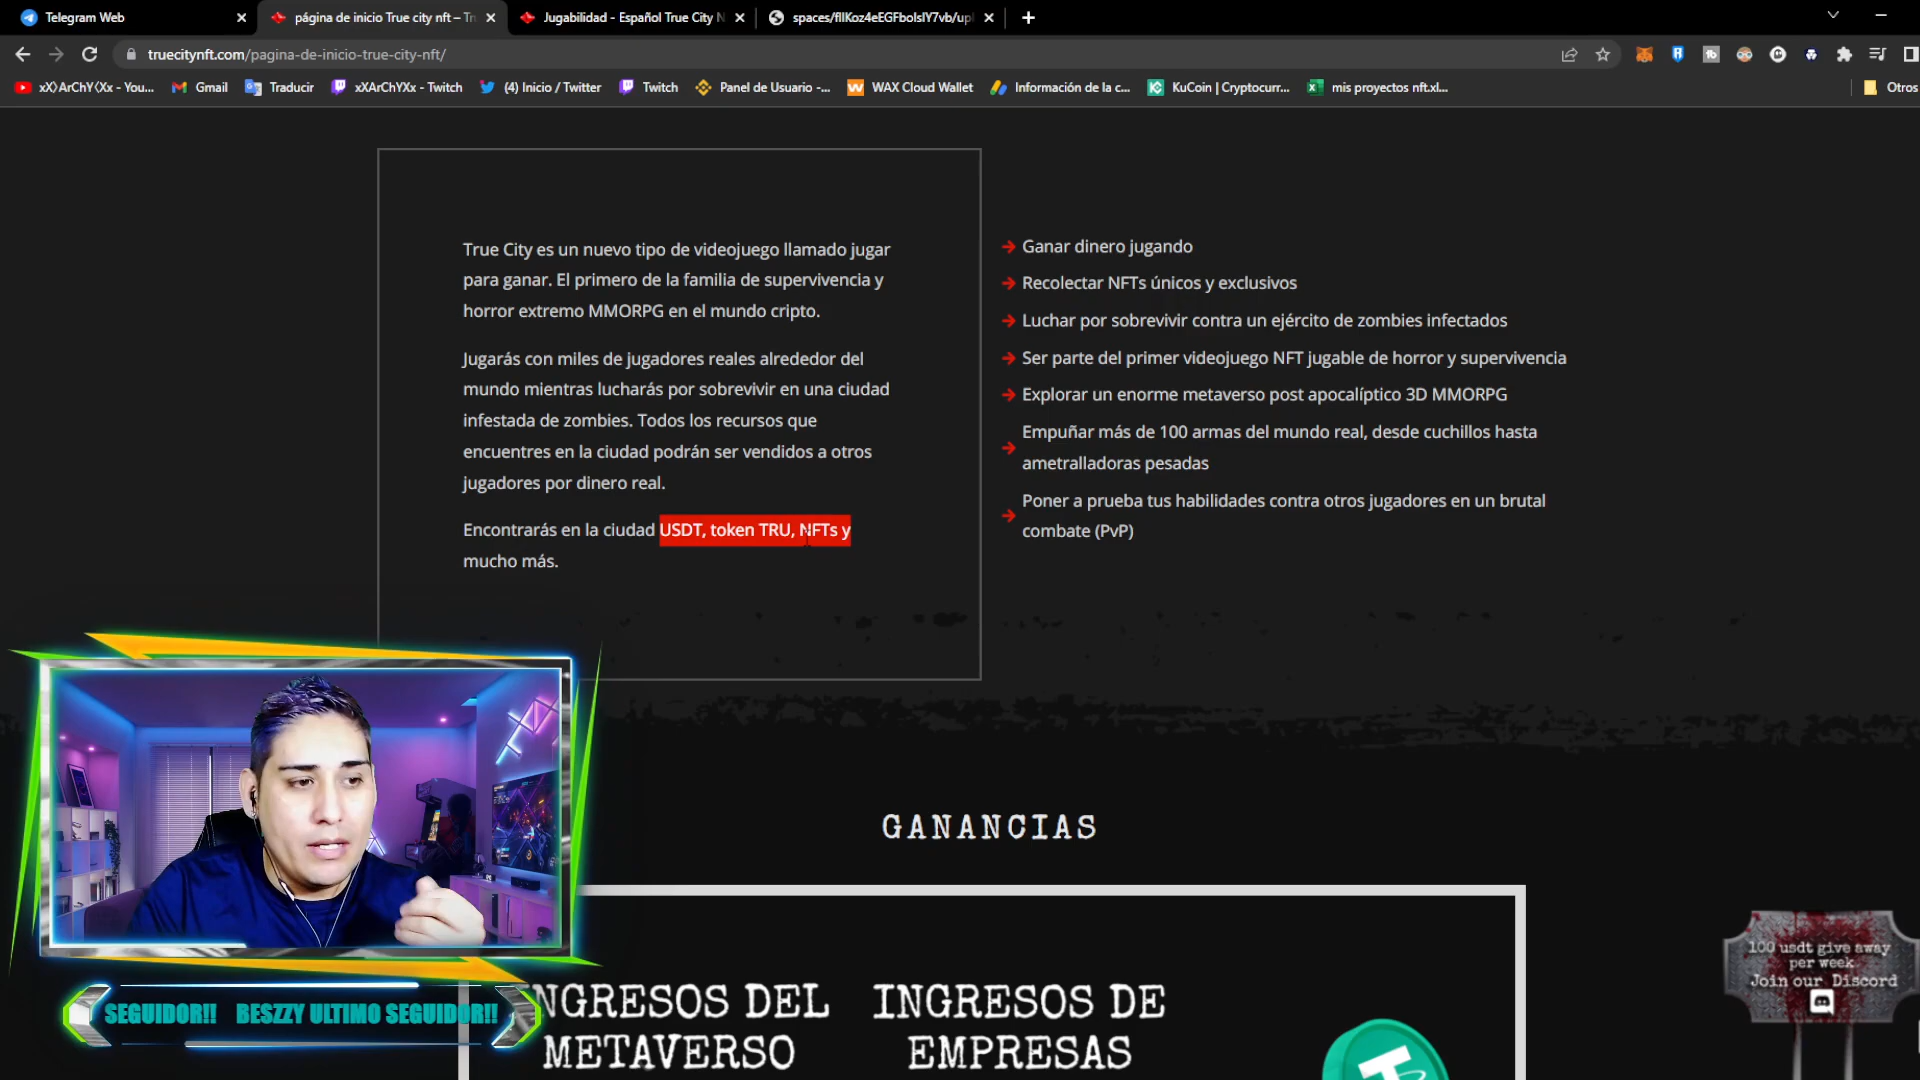 Telegram Web
página de inicio True city nft – Tr
Jugabilidad - Español True City N
truecitynft.com/pagina-de-inicio-true-city-nft/
xX)ArChY(Xx - You...
Gmail
Traducir
xXArChYXx - Twitch
(4) Inicio / Twitter
Twitch
Panel de Usuario -...
WAX Cloud Wallet
Información de la c...
KuCoin | Cryptocurr...
mis proyectos nft.xl...
Otros
True City es un nuevo tipo de videojuego llamado jugar
para ganar. El primero de la familia de supervivencia y
horror extremo MMORPG en el mundo cripto.
Jugarás con miles de jugadores reales alrededor del
mundo mientras lucharás por sobrevivir en una ciudad
infestada de zombies. Todos los recursos que
encuentres en la ciudad podrán ser vendidos a otros
jugadores por dinero real.
Encontrarás en la ciudad USDT, token TRU, NFTs y
mucho más.
Ganar dinero jugando
Recolectar NFTs únicos y exclusivos
Luchar por sobrevivir contra un ejército de zombies infectados
Ser parte del primer videojuego NFT jugable de horror y supervivencia
Explorar un enorme metaverso post apocalíptico 3D MMORPG
Empuñar más de 100 armas del mundo real, desde cuchillos hasta
ametralladoras pesadas
Poner a prueba tus habilidades contra otros jugadores en un brutal
combate (PvP)
GANANCIAS
NGRESOS DEL
METAVERSO
INGRESOS DE
EMPRESAS
100 usdt give away
per week
Join our Discord
SEGUIDOR!! BESZZY ULTIMO SEGUIDOR!!